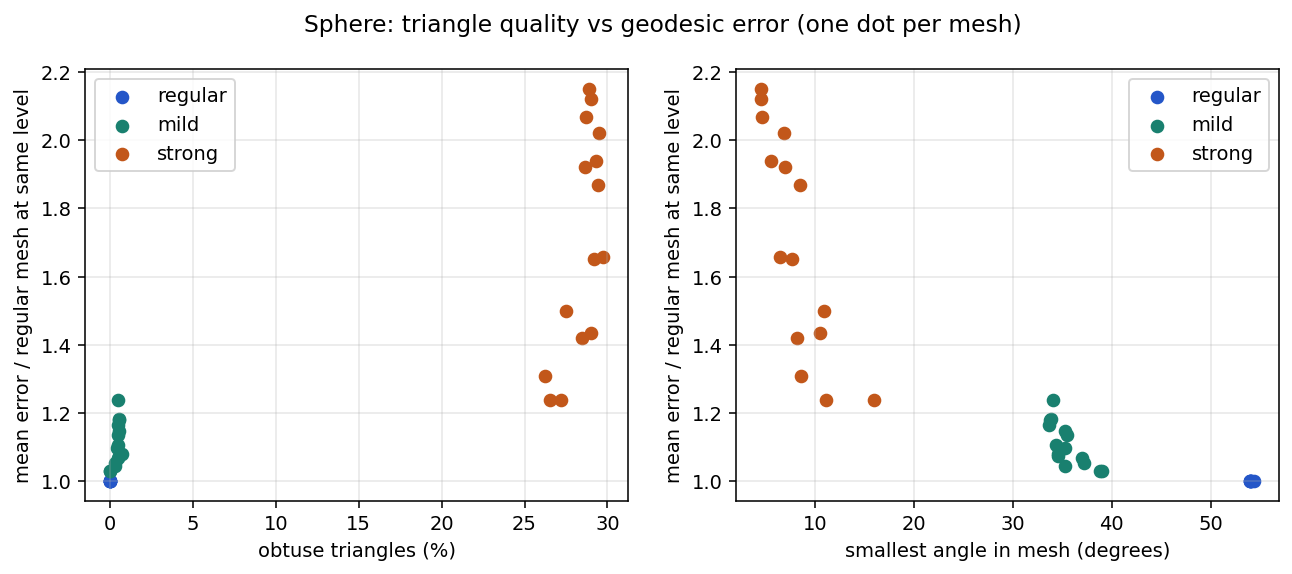 Sphere: triangle quality vs geodesic error (one dot per mesh)
mean error / regular mesh at same level
2.2
2.0
1.8
1.6
1.4
1.2
1.0
regular
mild
strong
0 5 10 15 20 25 30
obtuse triangles (%)
mean error / regular mesh at same level
2.2
2.0
1.8
1.6
1.4
1.2
1.0
regular
mild
strong
10 20 30 40 50
smallest angle in mesh (degrees)